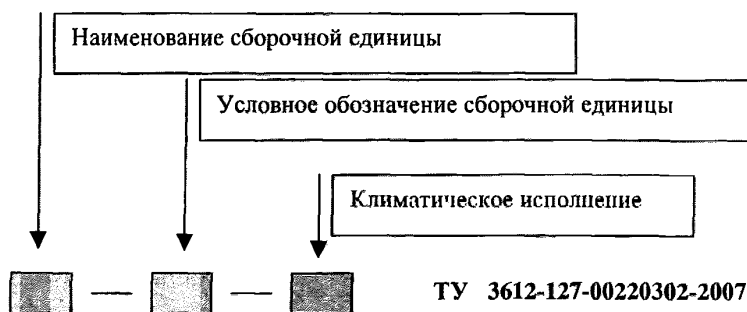 Наименование сборочной единицы
Условное обозначение сборочной единицы
Климатическое исполнение
— — ТУ 3612-127-00220302-2007